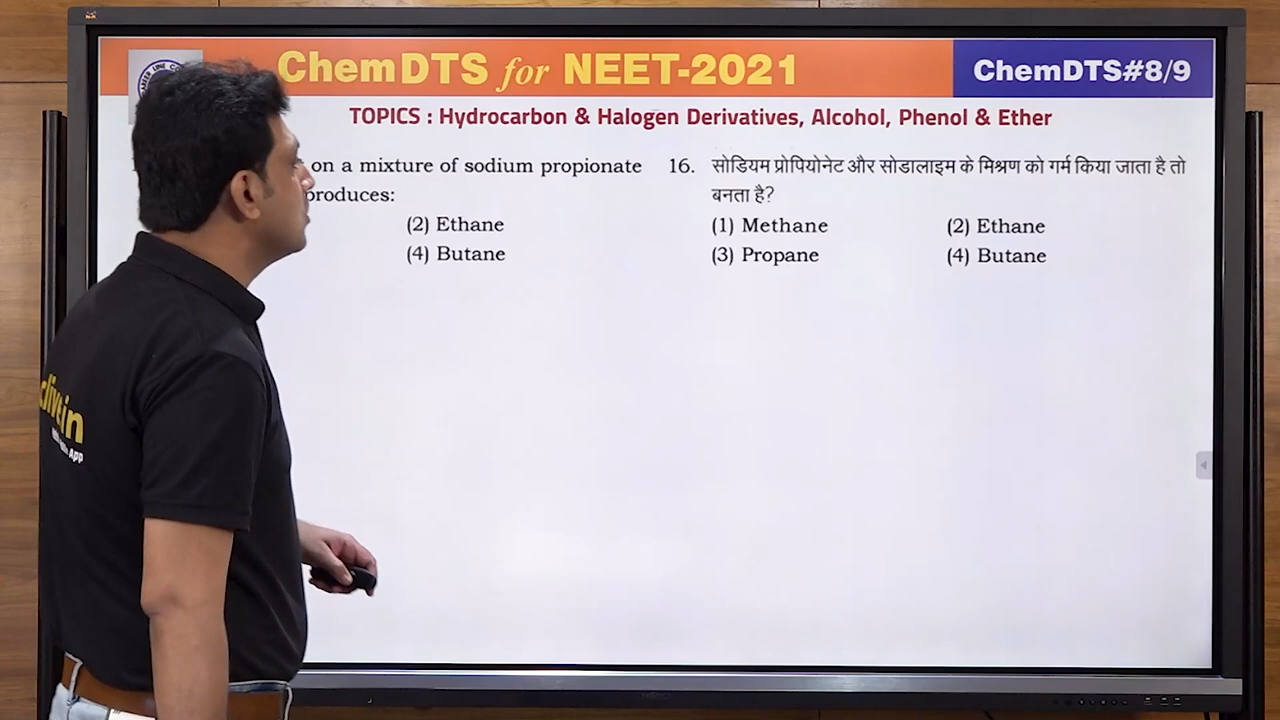 ChemDTS for NEET-2021
ChemDTS#8/9
TOPICS : Hydrocarbon & Halogen Derivatives, Alcohol, Phenol & Ether
on a mixture of sodium propionate
produces:
(2) Ethane
(4) Butane
16. सोडियम प्रोपियोनेट और सोडालाइम के मिश्रण को गर्म किया जाता है तो
बनता है?
(1) Methane (2) Ethane
(3) Propane (4) Butane
App